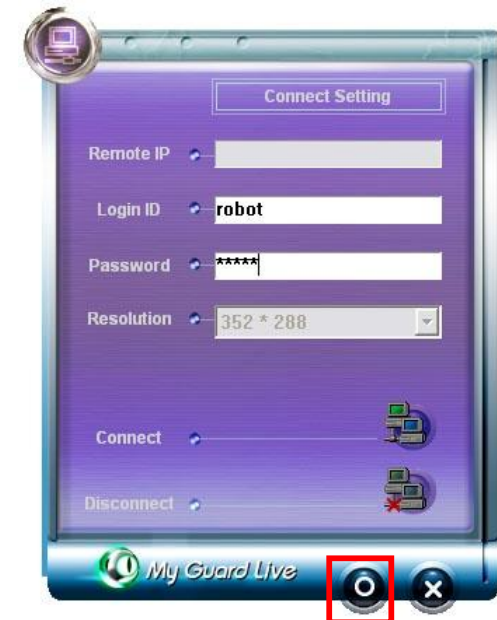 Connect Setting
Remote IP
Login ID robot
Password *****
Resolution 352 * 288
Connect
Disconnect
My Guard Live